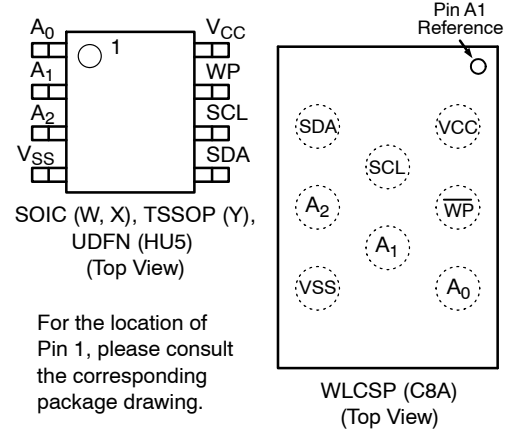 A0
A1
A2
VSS
1
VCC
WP
SCL
SDA
SOIC (W, X), TSSOP (Y),
UDFN (HU5)
(Top View)
For the location of
Pin 1, please consult
the corresponding
package drawing.
Pin A1
Reference
SDA
VCC
SCL
A2
W̅P̅
A1
VSS
A0
WLCSP (C8A)
(Top View)